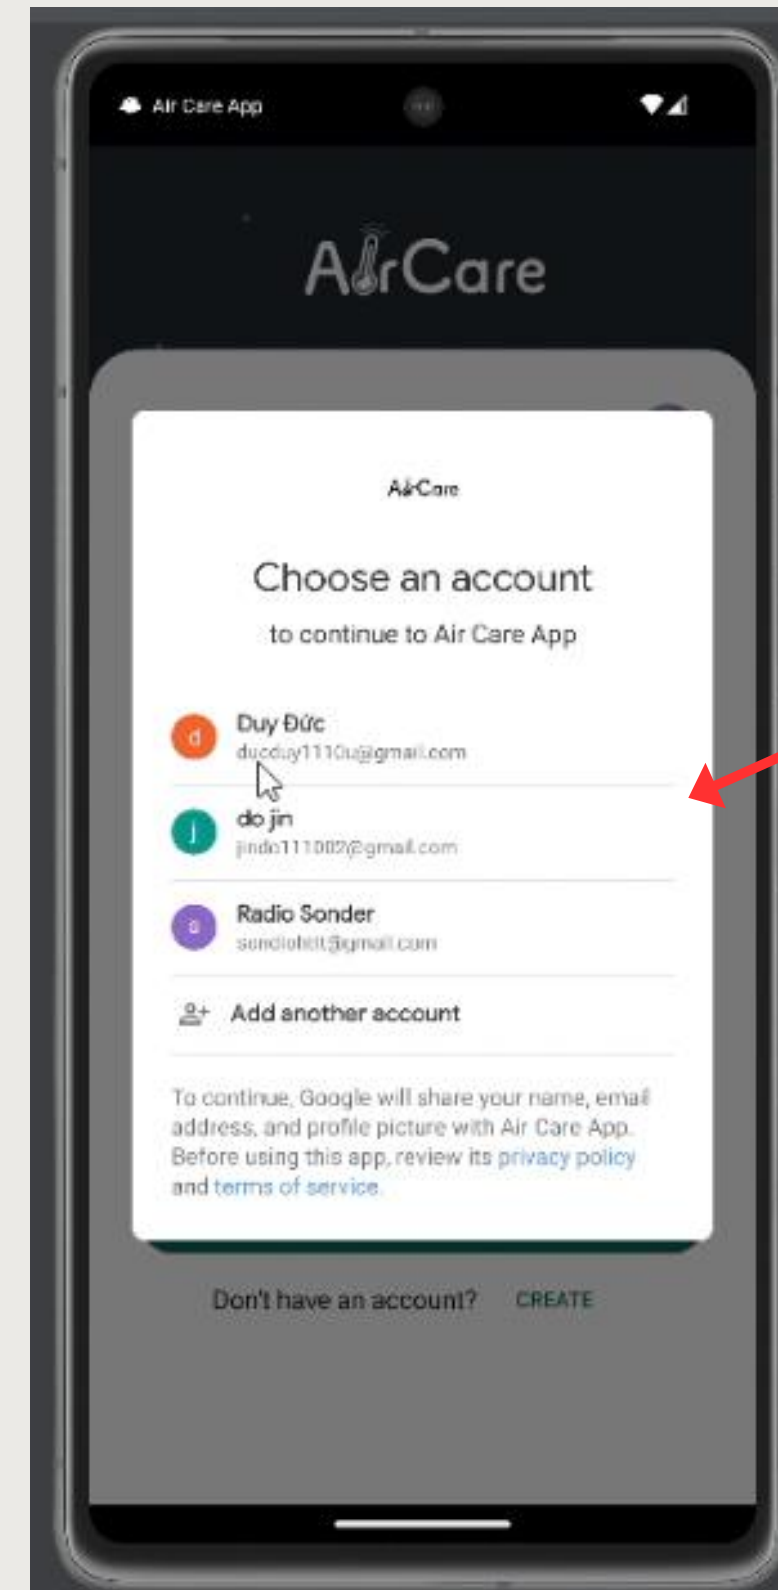 Air Care App
AirCare
AirCare
Choose an account
to continue to Air Care App
Duy Đức
d
ducduy1110u@gmail.com
do jin
j
jindo111002@gmail.com
Radio Sonder
s
Add another account
To continue, Google will share your name, email
address, and profile picture with Air Care App.
Before using this app, review its privacy policy
and terms of service.
Don't have an account? CREATE